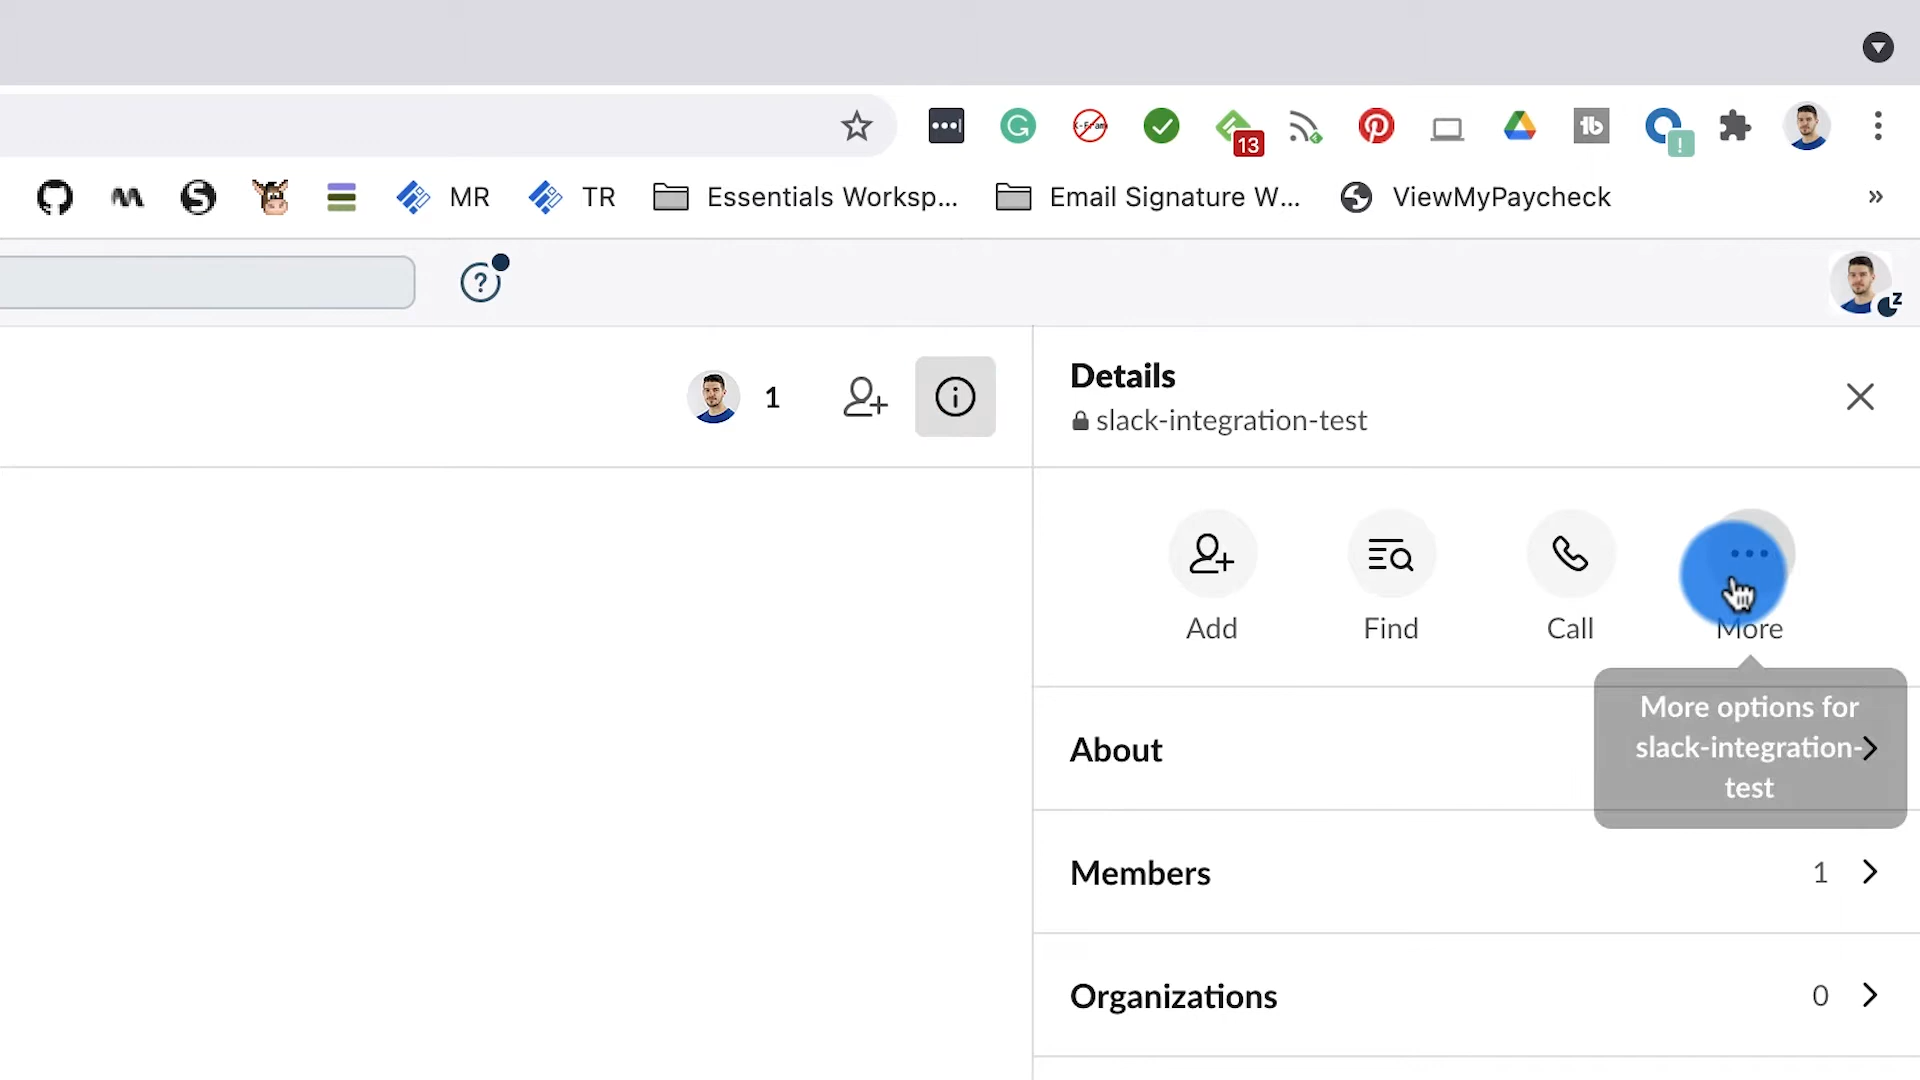 13
MR
TR
Essentials Worksp...
Email Signature W...
ViewMyPaycheck
»
1
Details
slack-integration-test
Add
Find
Call
More
More options for
slack-integration-
test
About
Members
1
Organizations
0